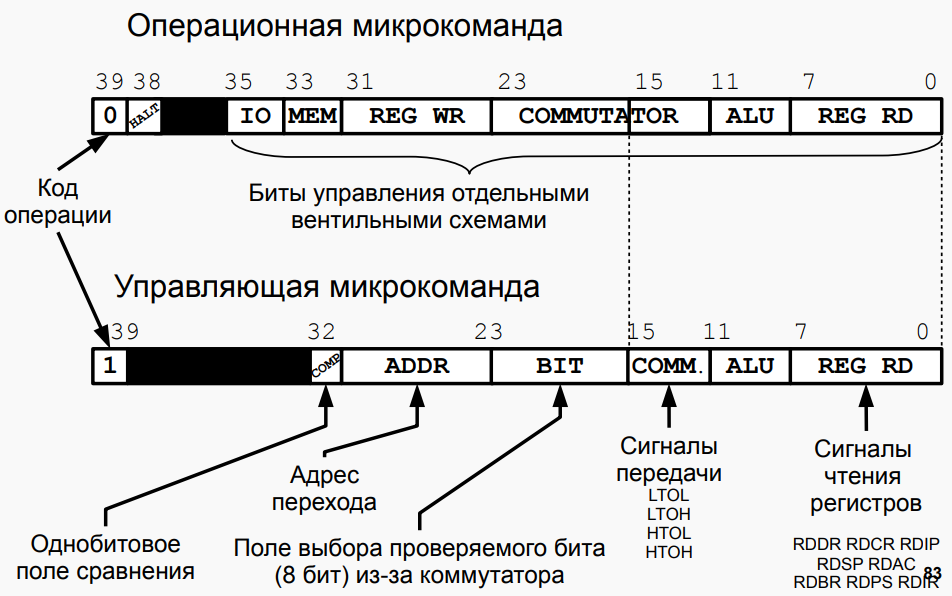 Операционная микрокоманда
39 38 35 33 31 23 15 11 7 0
0 HALT IO MEM REG WR COMMUTATOR ALU REG RD
Код
операции
Биты управления отдельными
вентильными схемами
Управляющая микрокоманда
39 32 23 15 11 7 0
1 COMP ADDR BIT COMM. ALU REG RD
Однобитовое
поле сравнения
Адрес
перехода
Поле выбора проверяемого бита
(8 бит) из-за коммутатора
Сигналы
передачи
LTOL
LTOH
HTOL
HTOH
Сигналы
чтения
регистров
RDDR RDCR RDIP
RDSP RDAC
RDBR RDPS RDIR
83